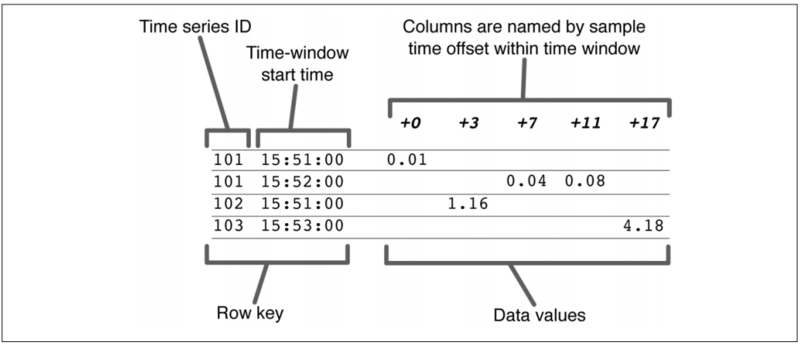 Time series ID
Time-window
start time
Columns are named by sample
time offset within time window
+0 +3 +7 +11 +17
101 15:51:00 0.01
101 15:52:00 0.04 0.08
102 15:51:00 1.16
103 15:53:00 4.18
Row key
Data values